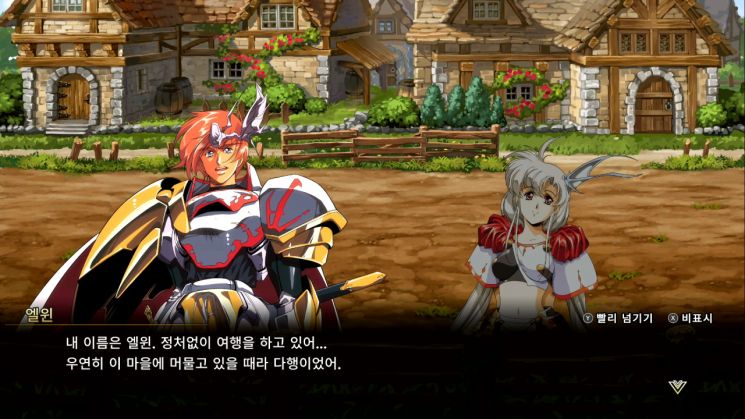 Ⓨ 빨리 넘기기 Ⓧ 비표시
엘윈
내 이름은 엘윈. 정처없이 여행을 하고 있어...
우연히 이 마을에 머물고 있을 때라 다행이었어.